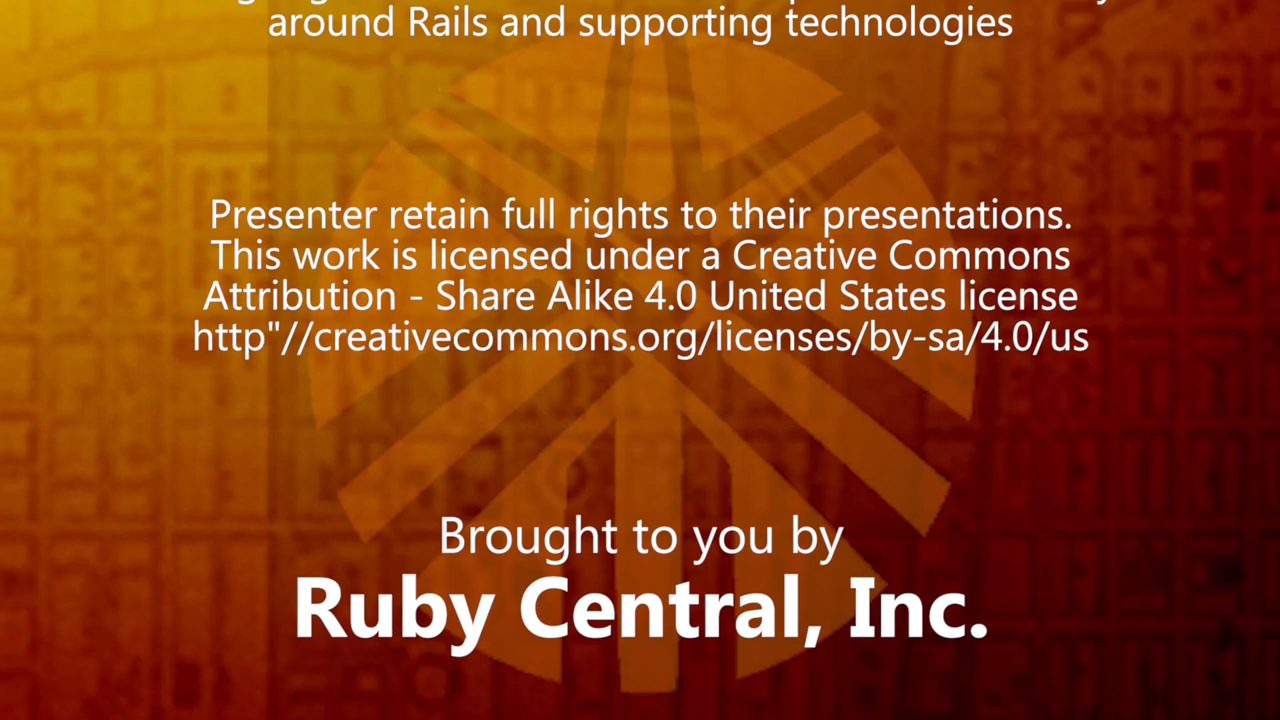 around Rails and supporting technologies
Presenter retain full rights to their presentations.
This work is licensed under a Creative Commons
Attribution - Share Alike 4.0 United States license
http"//creativecommons.org/licenses/by-sa/4.0/us
Brought to you by
Ruby Central, Inc.